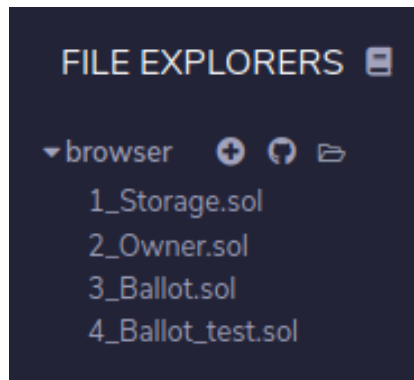 FILE EXPLORERS
browser
1_Storage.sol
2_Owner.sol
3_Ballot.sol
4_Ballot_test.sol